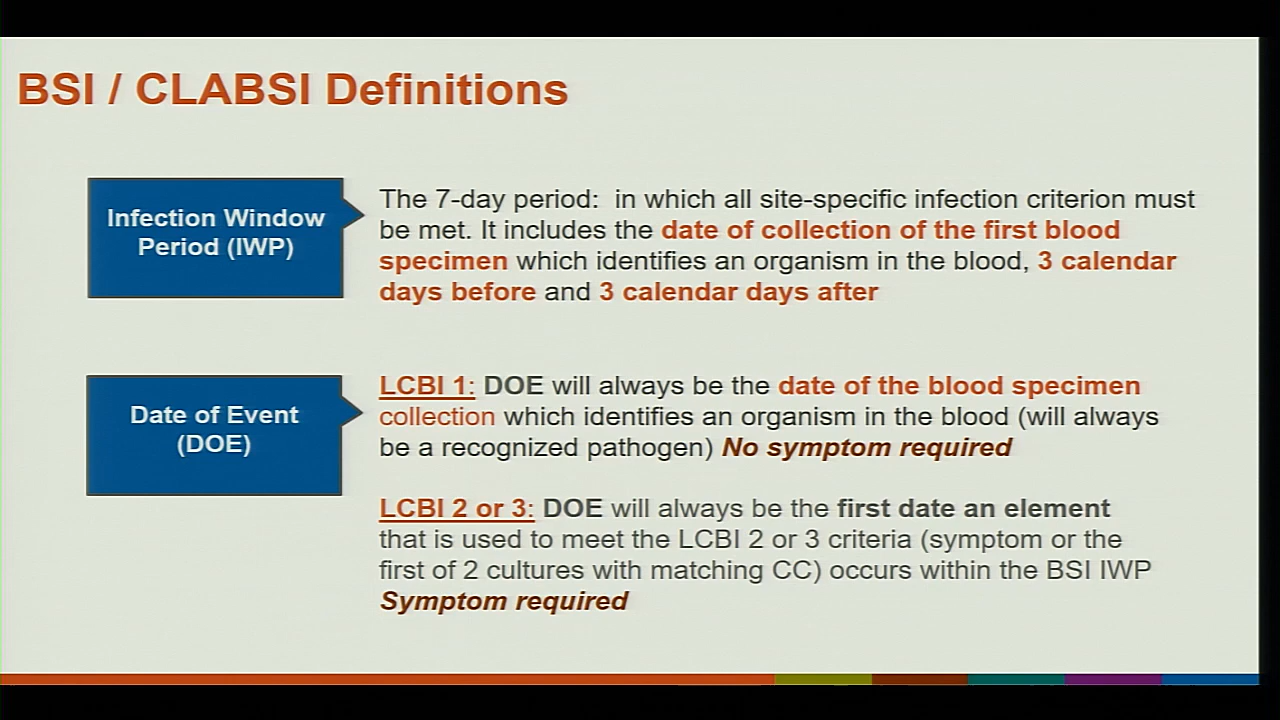 BSI / CLABSI Definitions
Infection Window
Period (IWP)
The 7-day period:  in which all site-specific infection criterion must
be met. It includes the date of collection of the first blood
specimen which identifies an organism in the blood, 3 calendar
days before and 3 calendar days after
Date of Event
(DOE)
LCBI 1: DOE will always be the date of the blood specimen
collection which identifies an organism in the blood (will always
be a recognized pathogen) No symptom required
LCBI 2 or 3: DOE will always be the first date an element
that is used to meet the LCBI 2 or 3 criteria (symptom or the
first of 2 cultures with matching CC) occurs within the BSI IWP
Symptom required